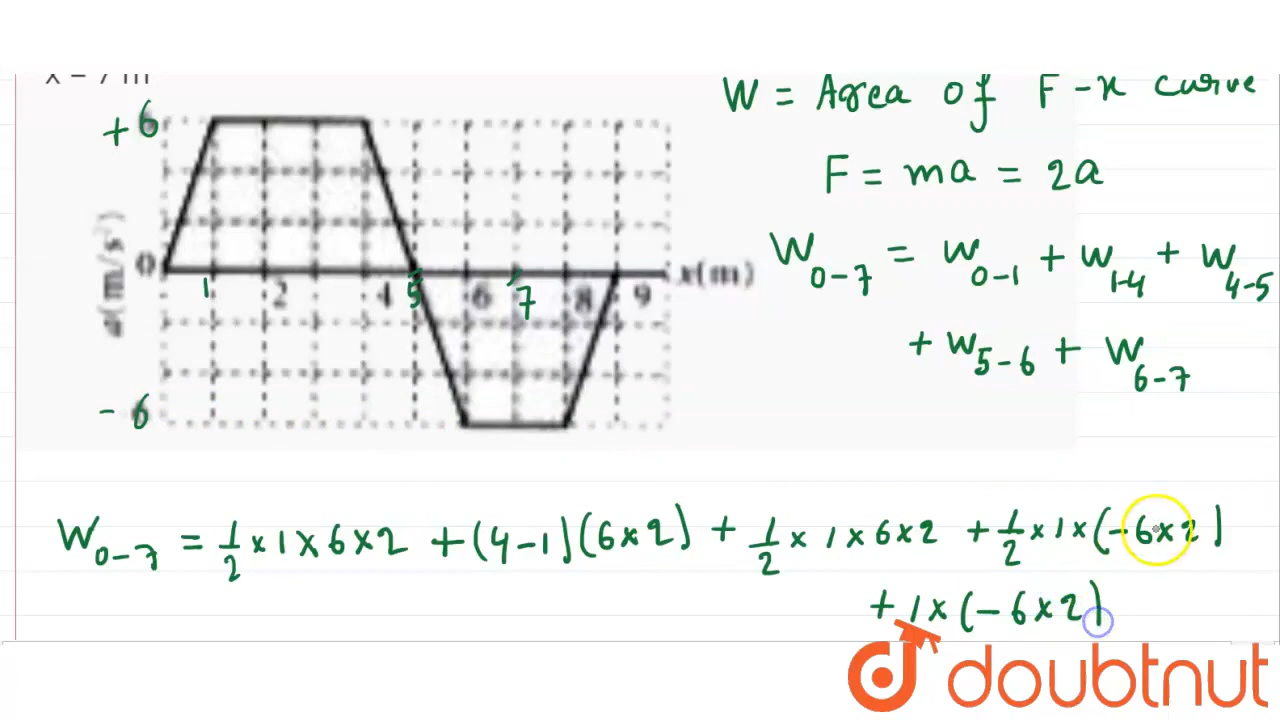 x = 7 m
W = Area of F-x curve
+6
F = ma = 2a
W0-7 = W0-1 + W1-4 + W4-5
+ W5-6 + W6-7
a(m/s²)
0
1 2 4 5 6 7 8 9 x(m)
-6
W0-7 = 1/2 × 1 × 6 × 2 + (4-1)(6×2) + 1/2 × 1 × 6 × 2 + 1/2 × 1 × (-6×2)
+ 1 × (-6×2)
doubtnut